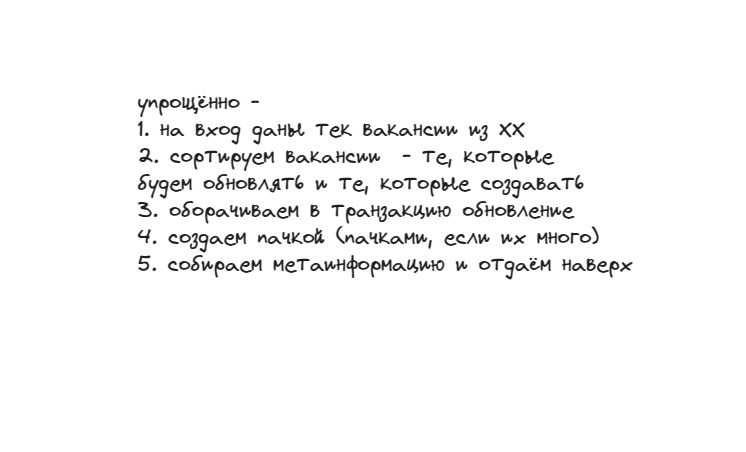 упрощённо -
1. на вход даны тек вакансии из XX
2. сортируем вакансии - те, которые
будем обновлять и те, которые создавать
3. оборачиваем в транзакцию обновление
4. создаем пачкой (пачками, если их много)
5. собираем метаинформацию и отдаём наверх